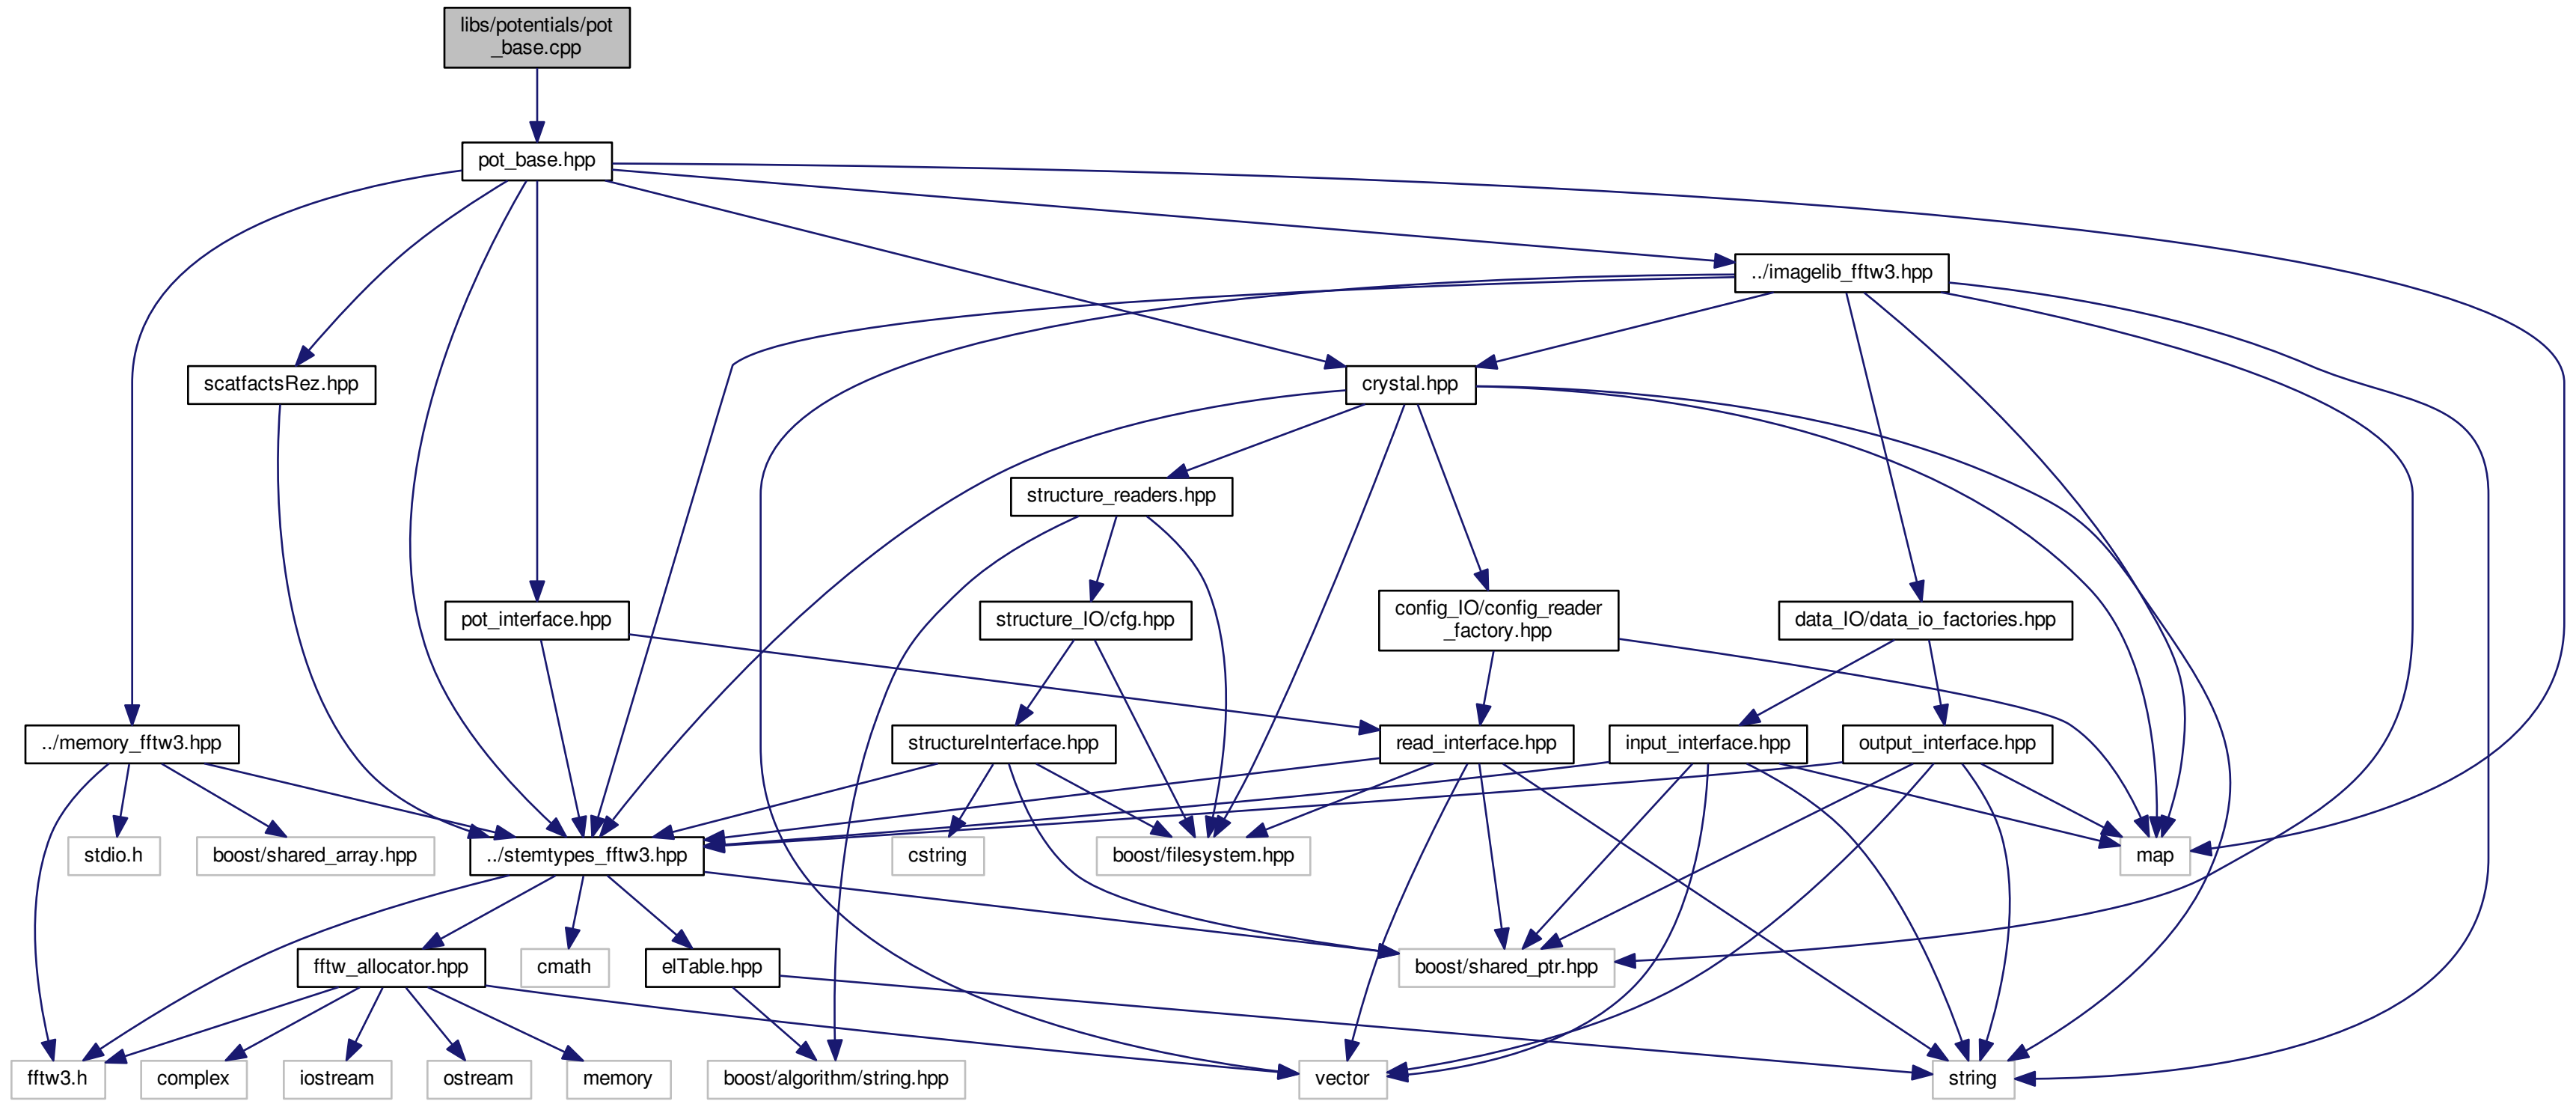 libs/potentials/pot
_base.cpp
pot_base.hpp
../imagelib_fftw3.hpp
scatfactsRez.hpp
crystal.hpp
structure_readers.hpp
pot_interface.hpp
structure_IO/cfg.hpp
config_IO/config_reader
_factory.hpp
data_IO/data_io_factories.hpp
../memory_fftw3.hpp
structureInterface.hpp
read_interface.hpp
input_interface.hpp
output_interface.hpp
stdio.h
boost/shared_array.hpp
../stemtypes_fftw3.hpp
cstring
boost/filesystem.hpp
map
fftw_allocator.hpp
cmath
elTable.hpp
boost/shared_ptr.hpp
fftw3.h
complex
iostream
ostream
memory
boost/algorithm/string.hpp
vector
string